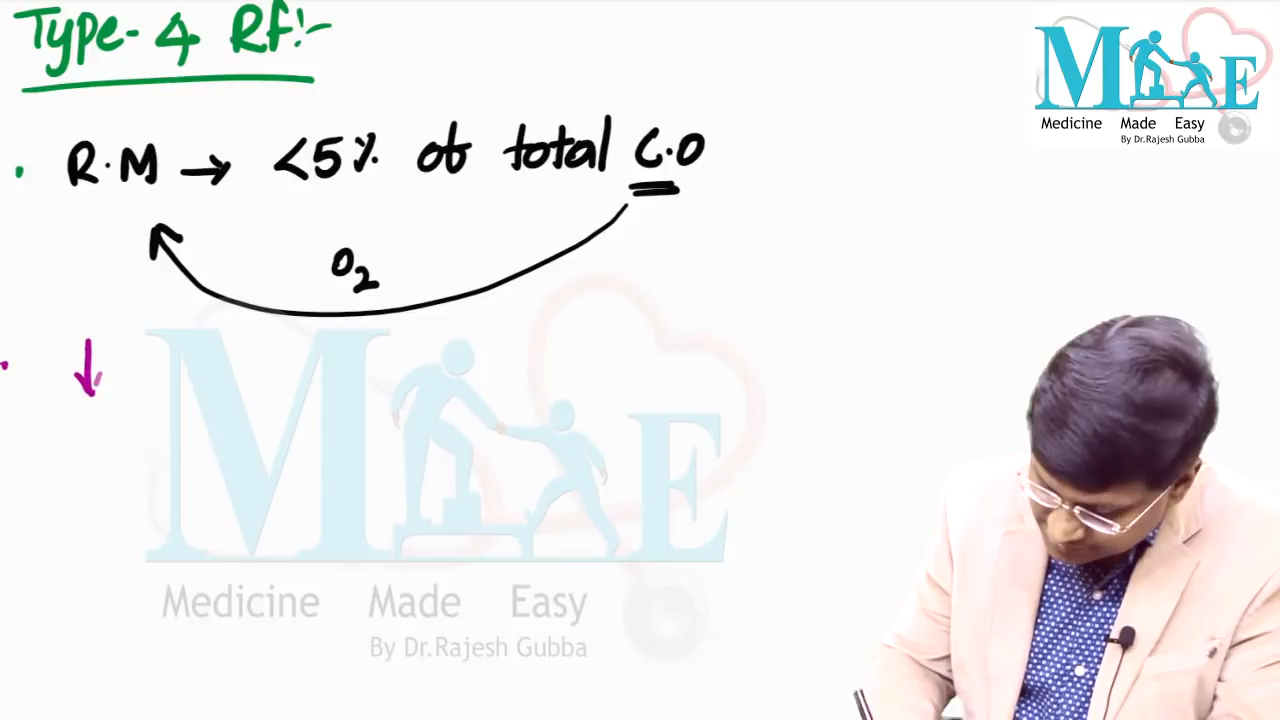 Type- 4 Rf:-
M E
Medicine Made Easy
By Dr.Rajesh Gubba
R.M → <5% of total C.O
O2
↓
M E
Medicine Made Easy
By Dr.Rajesh Gubba